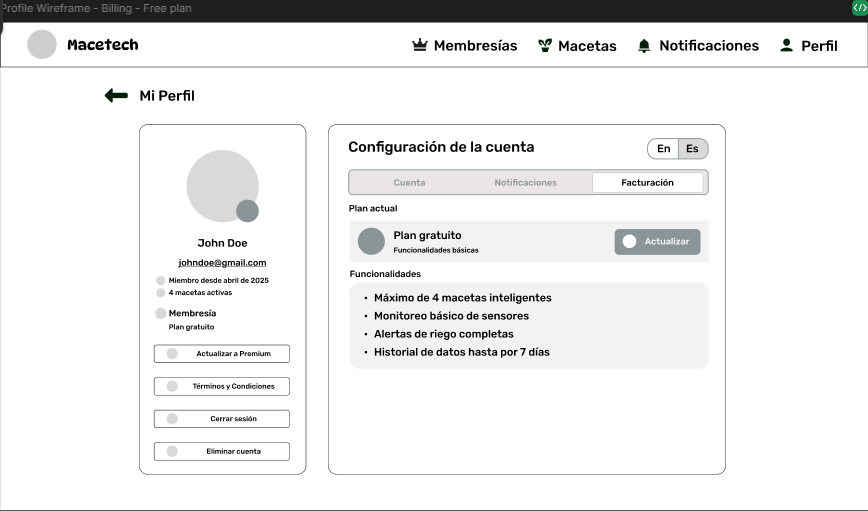 Profile Wireframe - Billing - Free plan
Macetech
Membresías
Macetas
Notificaciones
Perfil
Mi Perfil
John Doe
johndoe@gmail.com
Miembro desde abril de 2025
4 macetas activas
Membresía
Plan gratuito
Actualizar a Premium
Términos y Condiciones
Cerrar sesión
Eliminar cuenta
Configuración de la cuenta
En
Es
Cuenta
Notificaciones
Facturación
Plan actual
Plan gratuito
Funcionalidades básicas
Actualizar
Funcionalidades
• Máximo de 4 macetas inteligentes
• Monitoreo básico de sensores
• Alertas de riego completas
• Historial de datos hasta por 7 días